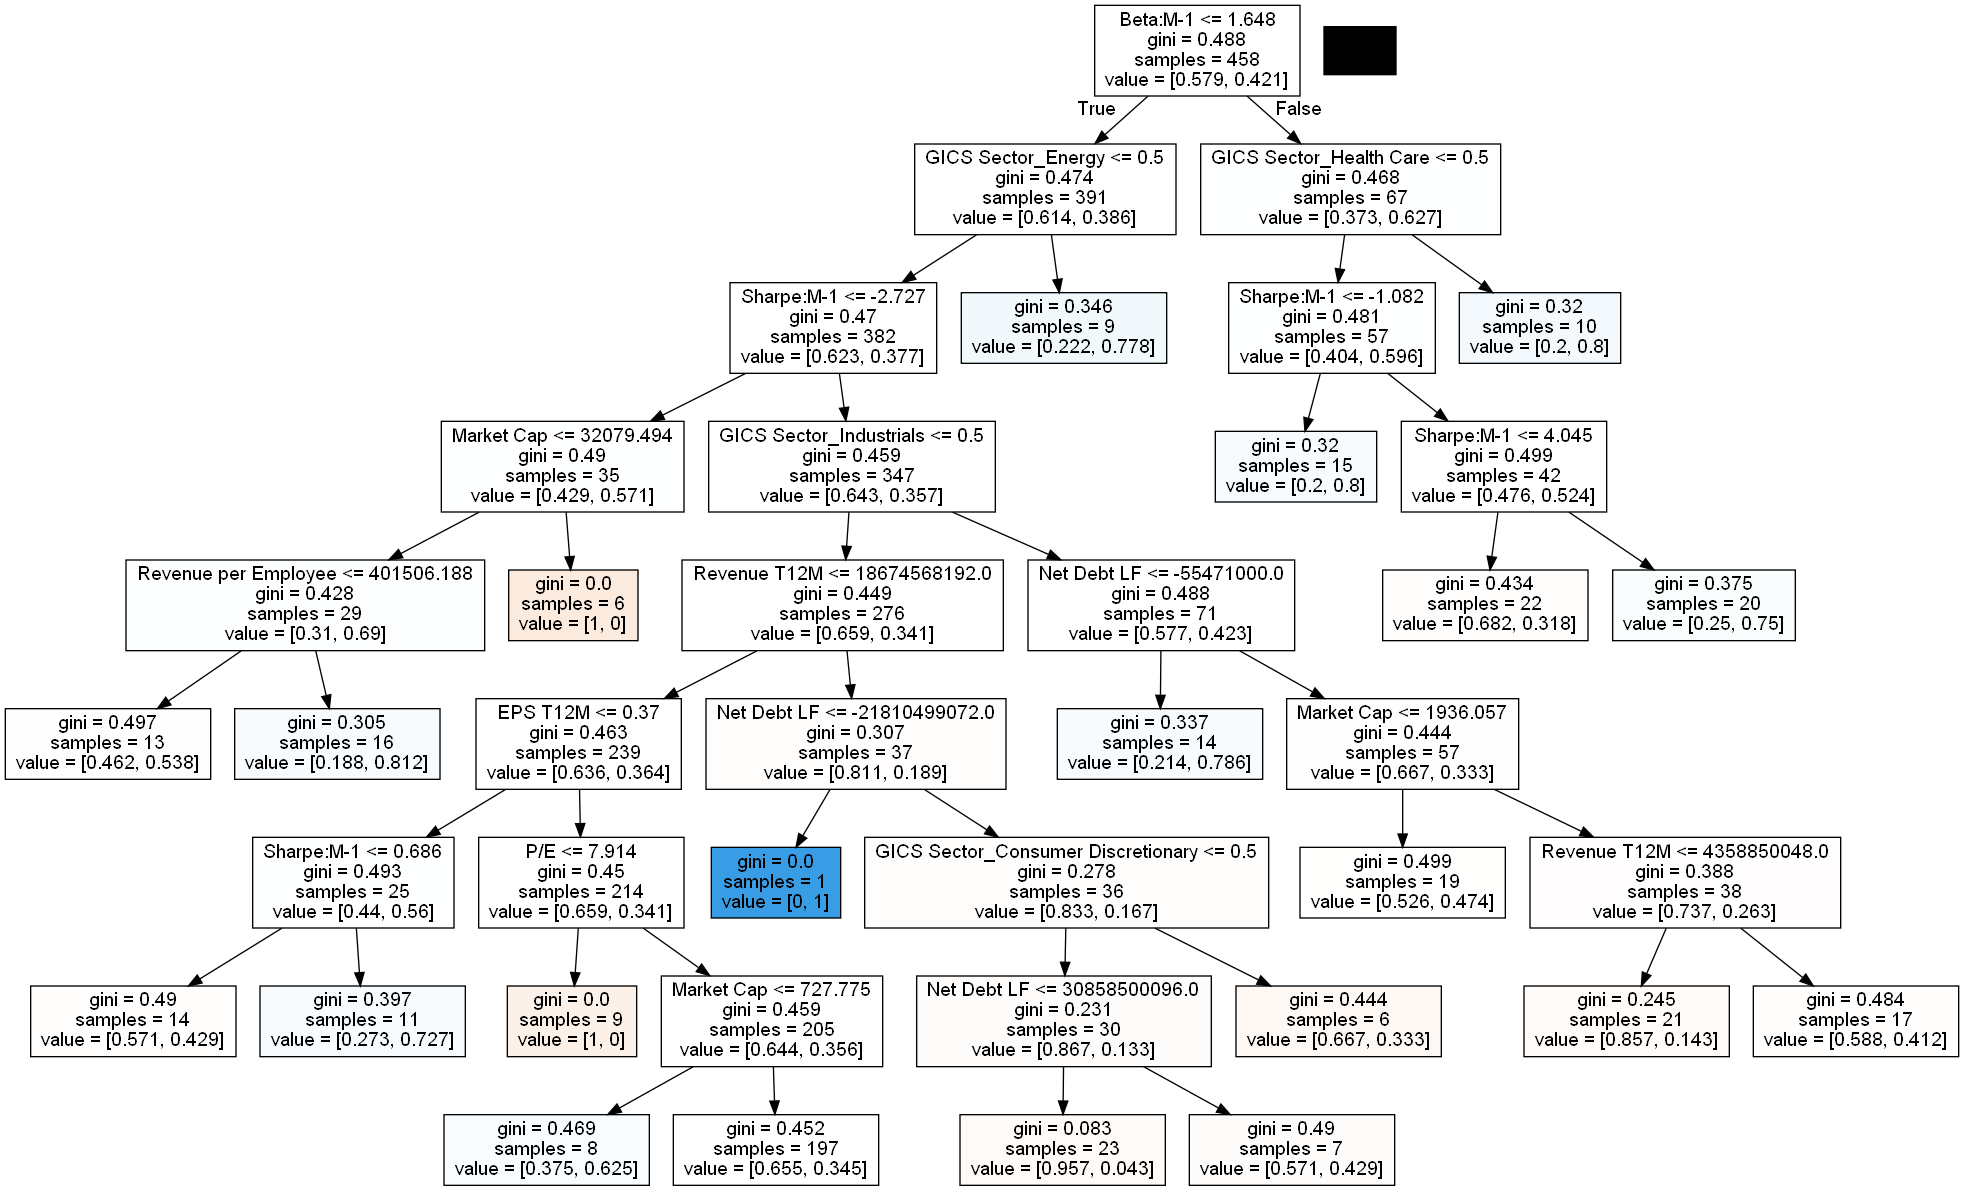 Beta:M-1 <= 1.648
gini = 0.488
samples = 458
value = [0.579, 0.421]
True
False
GICS Sector_Energy <= 0.5
gini = 0.474
samples = 391
value = [0.614, 0.386]
GICS Sector_Health Care <= 0.5
gini = 0.468
samples = 67
value = [0.373, 0.627]
Sharpe:M-1 <= -2.727
gini = 0.47
samples = 382
value = [0.623, 0.377]
gini = 0.346
samples = 9
value = [0.222, 0.778]
Sharpe:M-1 <= -1.082
gini = 0.481
samples = 57
value = [0.404, 0.596]
gini = 0.32
samples = 10
value = [0.2, 0.8]
Market Cap <= 32079.494
gini = 0.49
samples = 35
value = [0.429, 0.571]
GICS Sector_Industrials <= 0.5
gini = 0.459
samples = 347
value = [0.643, 0.357]
gini = 0.32
samples = 15
value = [0.2, 0.8]
Sharpe:M-1 <= 4.045
gini = 0.499
samples = 42
value = [0.476, 0.524]
Revenue per Employee <= 401506.188
gini = 0.428
samples = 29
value = [0.31, 0.69]
gini = 0.0
samples = 6
value = [1, 0]
Revenue T12M <= 18674568192.0
gini = 0.449
samples = 276
value = [0.659, 0.341]
Net Debt LF <= -55471000.0
gini = 0.488
samples = 71
value = [0.577, 0.423]
gini = 0.434
samples = 22
value = [0.682, 0.318]
gini = 0.375
samples = 20
value = [0.25, 0.75]
gini = 0.497
samples = 13
value = [0.462, 0.538]
gini = 0.305
samples = 16
value = [0.188, 0.812]
EPS T12M <= 0.37
gini = 0.463
samples = 239
value = [0.636, 0.364]
Net Debt LF <= -21810499072.0
gini = 0.307
samples = 37
value = [0.811, 0.189]
gini = 0.337
samples = 14
value = [0.214, 0.786]
Market Cap <= 1936.057
gini = 0.444
samples = 57
value = [0.667, 0.333]
Sharpe:M-1 <= 0.686
gini = 0.493
samples = 25
value = [0.44, 0.56]
P/E <= 7.914
gini = 0.45
samples = 214
value = [0.659, 0.341]
gini = 0.0
samples = 1
value = [0, 1]
GICS Sector_Consumer Discretionary <= 0.5
gini = 0.278
samples = 36
value = [0.833, 0.167]
gini = 0.499
samples = 19
value = [0.526, 0.474]
Revenue T12M <= 4358850048.0
gini = 0.388
samples = 38
value = [0.737, 0.263]
gini = 0.49
samples = 14
value = [0.571, 0.429]
gini = 0.397
samples = 11
value = [0.273, 0.727]
gini = 0.0
samples = 9
value = [1, 0]
Market Cap <= 727.775
gini = 0.459
samples = 205
value = [0.644, 0.356]
Net Debt LF <= 30858500096.0
gini = 0.231
samples = 30
value = [0.867, 0.133]
gini = 0.444
samples = 6
value = [0.667, 0.333]
gini = 0.245
samples = 21
value = [0.857, 0.143]
gini = 0.484
samples = 17
value = [0.588, 0.412]
gini = 0.469
samples = 8
value = [0.375, 0.625]
gini = 0.452
samples = 197
value = [0.655, 0.345]
gini = 0.083
samples = 23
value = [0.957, 0.043]
gini = 0.49
samples = 7
value = [0.571, 0.429]